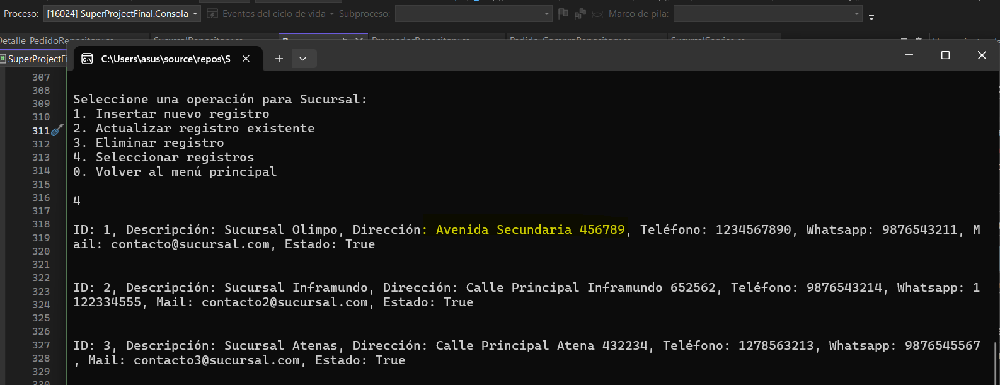 Proceso: [16024] SuperProjectFinal.Consola Eventos del ciclo de vida Subproceso: Marco de pila:
SuperProjectFi
C:\Users\asus\source\repos\S
307
308
309
310
311
312
313
314
315
316
317
318
319
320
321
322
323
324
325
326
327
328
329
330
Seleccione una operación para Sucursal:
1. Insertar nuevo registro
2. Actualizar registro existente
3. Eliminar registro
4. Seleccionar registros
0. Volver al menú principal
4
ID: 1, Descripción: Sucursal Olimpo, Dirección: Avenida Secundaria 456789, Teléfono: 1234567890, Whatsapp: 9876543211, M
ail: contacto@sucursal.com, Estado: True
ID: 2, Descripción: Sucursal Inframundo, Dirección: Calle Principal Inframundo 652562, Teléfono: 9876543214, Whatsapp: 1
122334555, Mail: contacto2@sucursal.com, Estado: True
ID: 3, Descripción: Sucursal Atenas, Dirección: Calle Principal Atena 432234, Teléfono: 1278563213, Whatsapp: 9876545567
, Mail: contacto3@sucursal.com, Estado: True